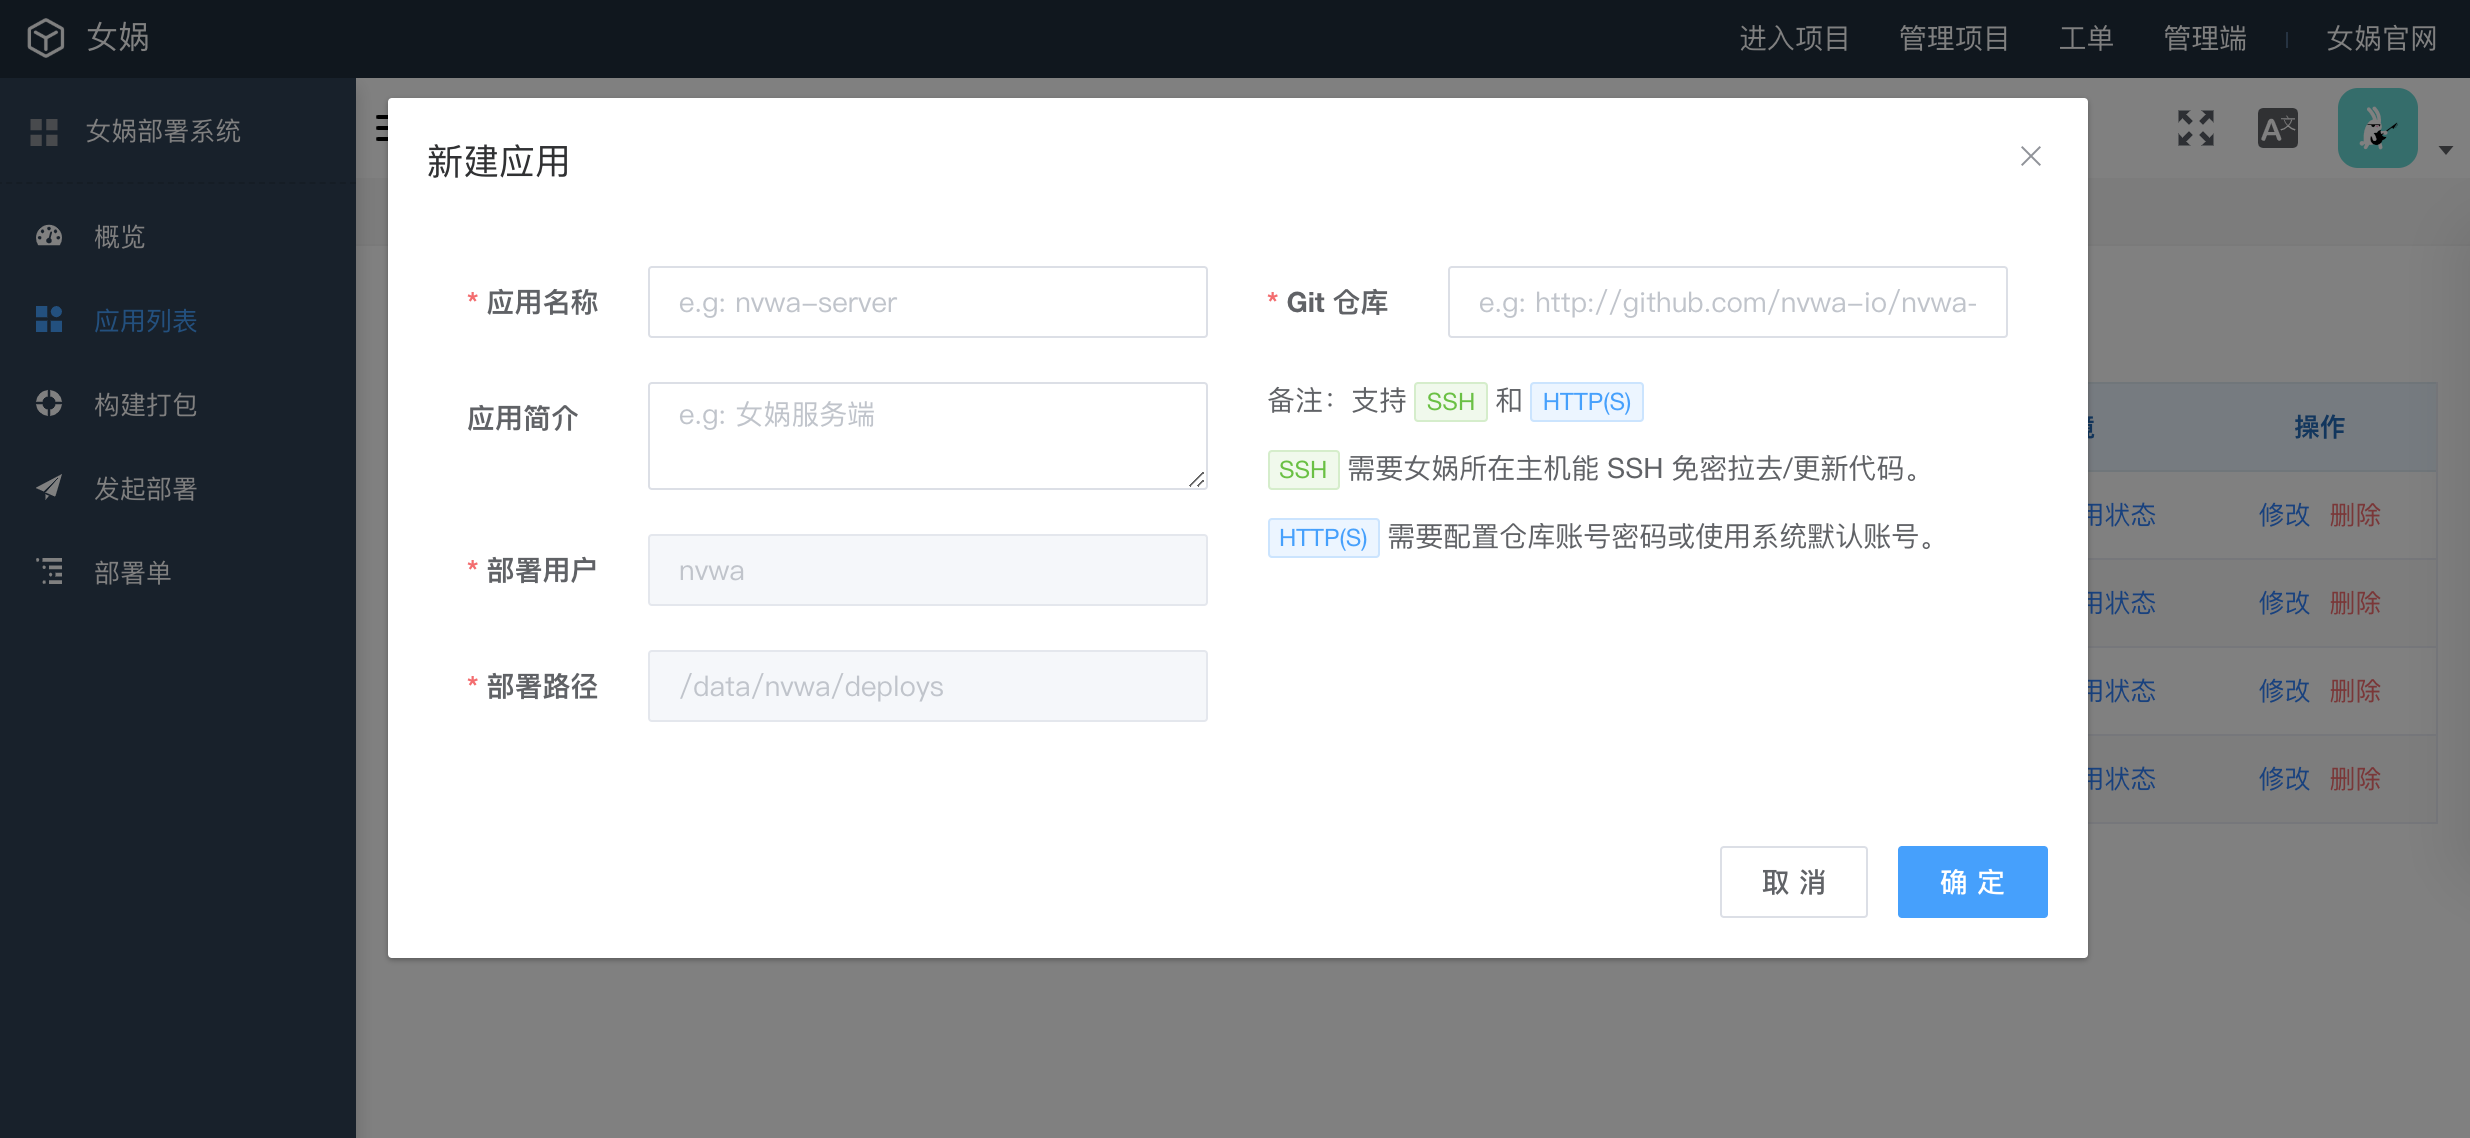 女娲
进入项目 管理项目 工单 管理端 女娲官网
女娲部署系统
概览
应用列表
构建打包
发起部署
部署单
新建应用
* 应用名称 e.g: nvwa-server
* Git 仓库 e.g: http://github.com/nvwa-io/nvwa-
应用简介 e.g: 女娲服务端
备注：支持 SSH 和 HTTP(S)
SSH 需要女娲所在主机能 SSH 免密拉去/更新代码。
HTTP(S) 需要配置仓库账号密码或使用系统默认账号。
* 部署用户 nvwa
* 部署路径 /data/nvwa/deploys
取 消 确 定
操作
用状态 修改 删除
用状态 修改 删除
用状态 修改 删除
用状态 修改 删除